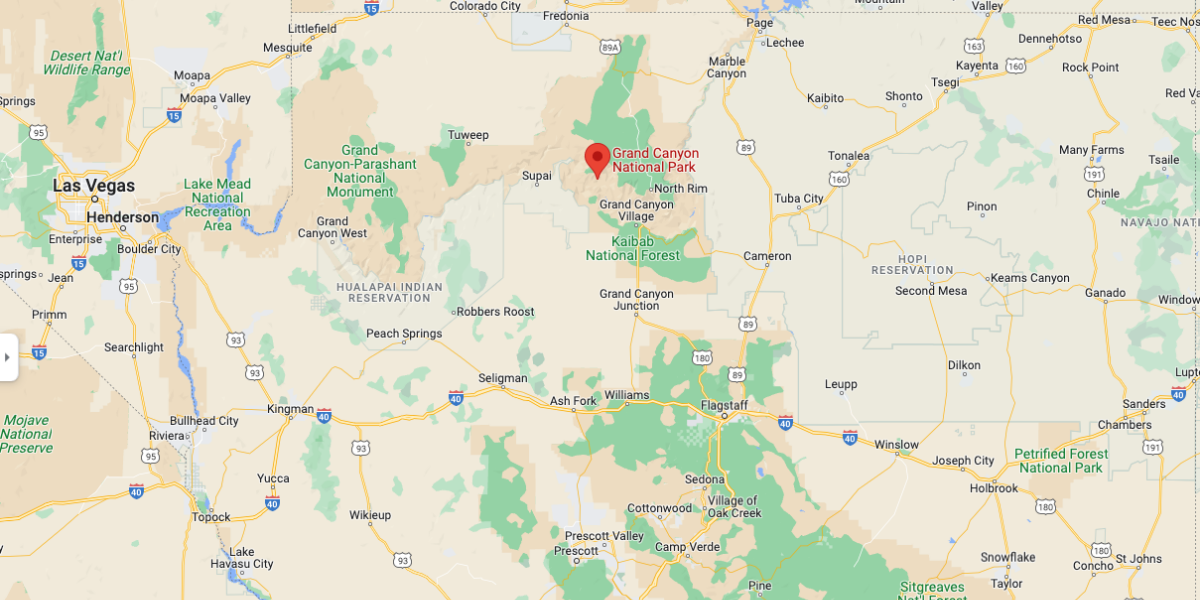 Colorado City
Fredonia
Page
Valley
Red Mesa
Teec Nos
15
Littlefield
Mesquite
89A
Lechee
163
Dennehotso
Desert Nat'l
Wildlife Range
Moapa
Marble
Canyon
Kayenta
160
Rock Point
Tsegi
Springs
Moapa Valley
15
Kaibito
Shonto
Red Va
95
Tuweep
89
Grand
Canyon-Parashant
National
Monument
Grand Canyon
National Park
Tonalea
Many Farms
Tsaile
Las Vegas
Lake Mead
National
Recreation
Area
Supai
North Rim
160
191
Chinle
Henderson
Grand Canyon
Village
Tuba City
Pinon
Enterprise
Boulder City
Grand
Canyon West
Kaibab
National Forest
NAVAJO NATI
15
Cameron
HOPI
RESERVATION
springs
Jean
95
HUALAPAI INDIAN
RESERVATION
Grand Canyon
Junction
Second Mesa
Keams Canyon
Ganado
Window
Primm
Robbers Roost
89
15
Searchlight
93
Peach Springs
93
180
89
Dilkon
Lupt
Seligman
Leupp
40
Ash Fork
Williams
Flagstaff
40
Kingman
40
40
Sanders
Chambers
Mojave
National
Preserve
Bullhead City
Riviera
93
Winslow
191
95
Joseph City
Petrified Forest
National Park
Yucca
Sedona
Holbrook
40
40
Cottonwood
Village of
Oak Creek
180
Topock
Wikieup
Prescott Valley
Prescott
Camp Verde
Lake
Havasu City
93
Snowflake
180
Concho
St Johns
Taylor
Pine
Sitgreaves